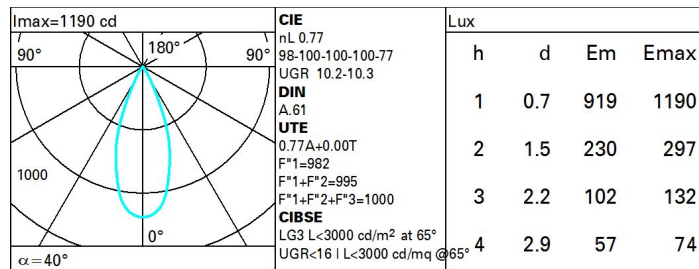 Imax=1190 cd
90°
180°
90°
1000
0°
α=40°
CIE
nL 0.77
98-100-100-100-77
UGR 10.2-10.3
DIN
A.61
UTE
0.77A+0.00T
F"1=982
F"1+F"2=995
F"1+F"2+F"3=1000
CIBSE
LG3 L<3000 cd/m² at 65°
UGR<16 | L<3000 cd/mq @65°
Lux
h d Em Emax
1 0.7 919 1190
2 1.5 230 297
3 2.2 102 132
4 2.9 57 74